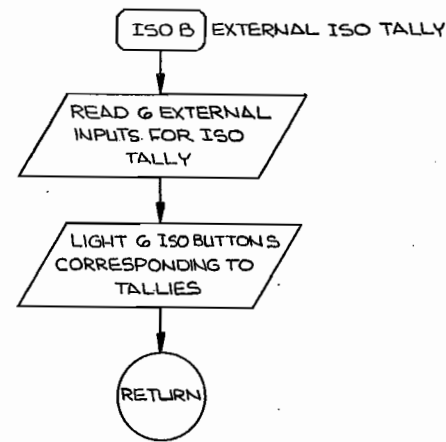 ISO B EXTERNAL ISO TALLY
READ 6 EXTERNAL
INPUTS. FOR ISO
TALLY
LIGHT 6 ISO BUTTONS
CORRESPONDING TO
TALLIES
RETURN